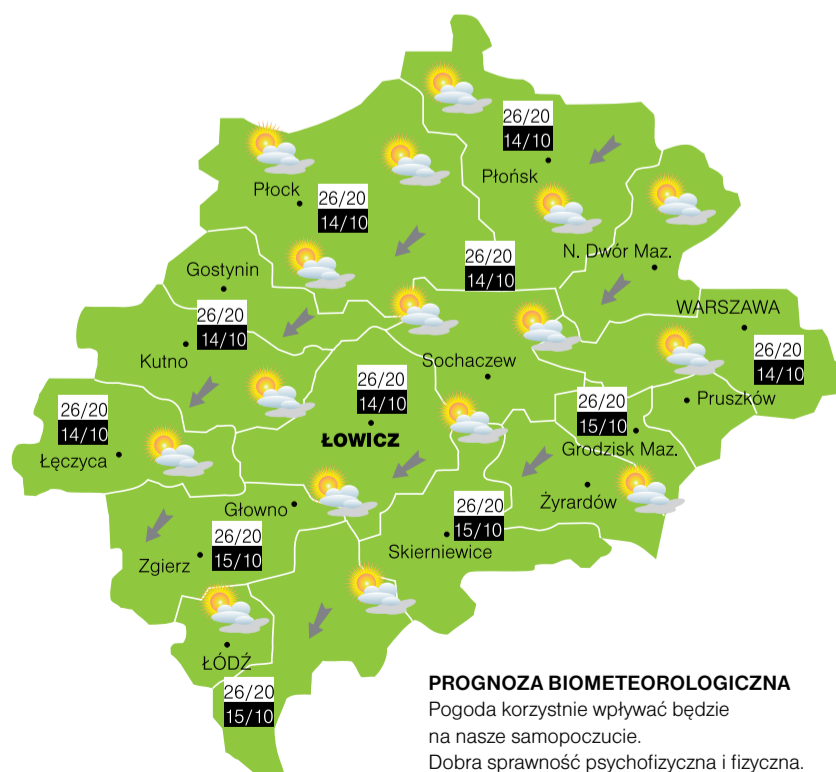 26/20
14/10
Płońsk
Płock
26/20
14/10
26/20
14/10
N. Dwór Maz.
Gostynin
26/20
14/10
Kutno
WARSZAWA
26/20
14/10
Sochaczew
26/20
14/10
ŁOWICZ
26/20
15/10
Pruszków
Grodzisk Maz.
26/20
14/10
Łęczyca
Głowno
Żyrardów
26/20
15/10
Skierniewice
26/20
15/10
Zgierz
ŁÓDŹ
26/20
15/10
PROGNOZA BIOMETEOROLOGICZNA
Pogoda korzystnie wpływać będzie
na nasze samopoczucie.
Dobra sprawność psychofizyczna i fizyczna.